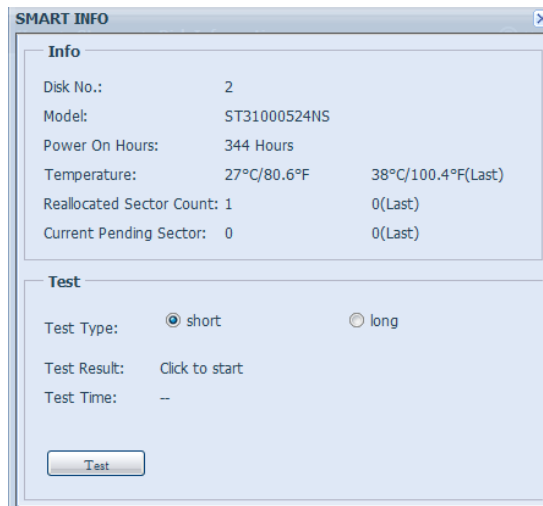 SMART INFO
Info
Disk No.: 2
Model: ST31000524NS
Power On Hours: 344 Hours
Temperature: 27°C/80.6°F 38°C/100.4°F(Last)
Reallocated Sector Count: 1 0(Last)
Current Pending Sector: 0 0(Last)
Test
Test Type: short long
Test Result: Click to start
Test Time: --
Test